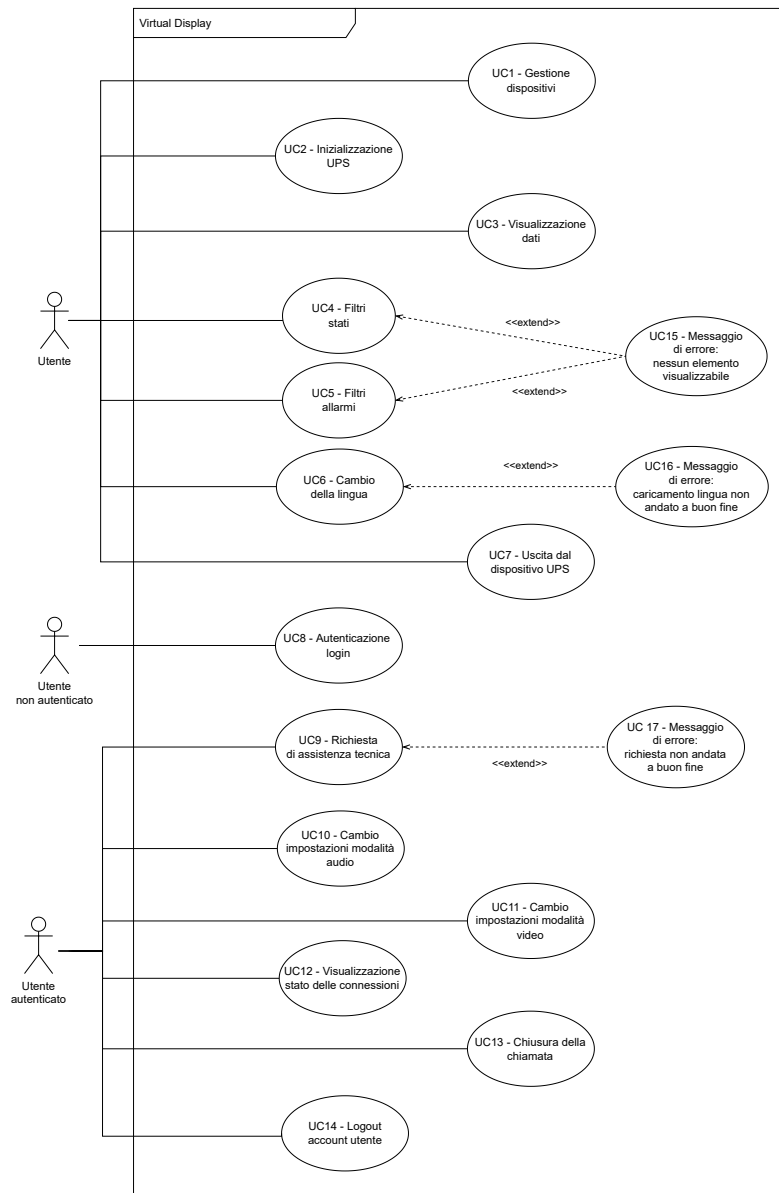 Virtual Display
UC1 - Gestione
dispositivi
UC2 - Inizializzazione
UPS
UC3 - Visualizzazione
dati
UC4 - Filtri
stati
<<extend>>
UC15 - Messaggio
di errore:
nessun elemento
visualizzabile
Utente
UC5 - Filtri
allarmi
<<extend>>
UC6 - Cambio
della lingua
<<extend>>
UC16 - Messaggio
di errore:
caricamento lingua non
andato a buon fine
UC7 - Uscita dal
dispositivo UPS
UC8 - Autenticazione
login
Utente
non autenticato
UC9 - Richiesta
di assistenza tecnica
<<extend>>
UC 17 - Messaggio
di errore:
richiesta non andata
a buon fine
UC10 - Cambio
impostazioni modalità
audio
UC11 - Cambio
impostazioni modalità
video
Utente
autenticato
UC12 - Visualizzazione
stato delle connessioni
UC13 - Chiusura della
chiamata
UC14 - Logout
account utente